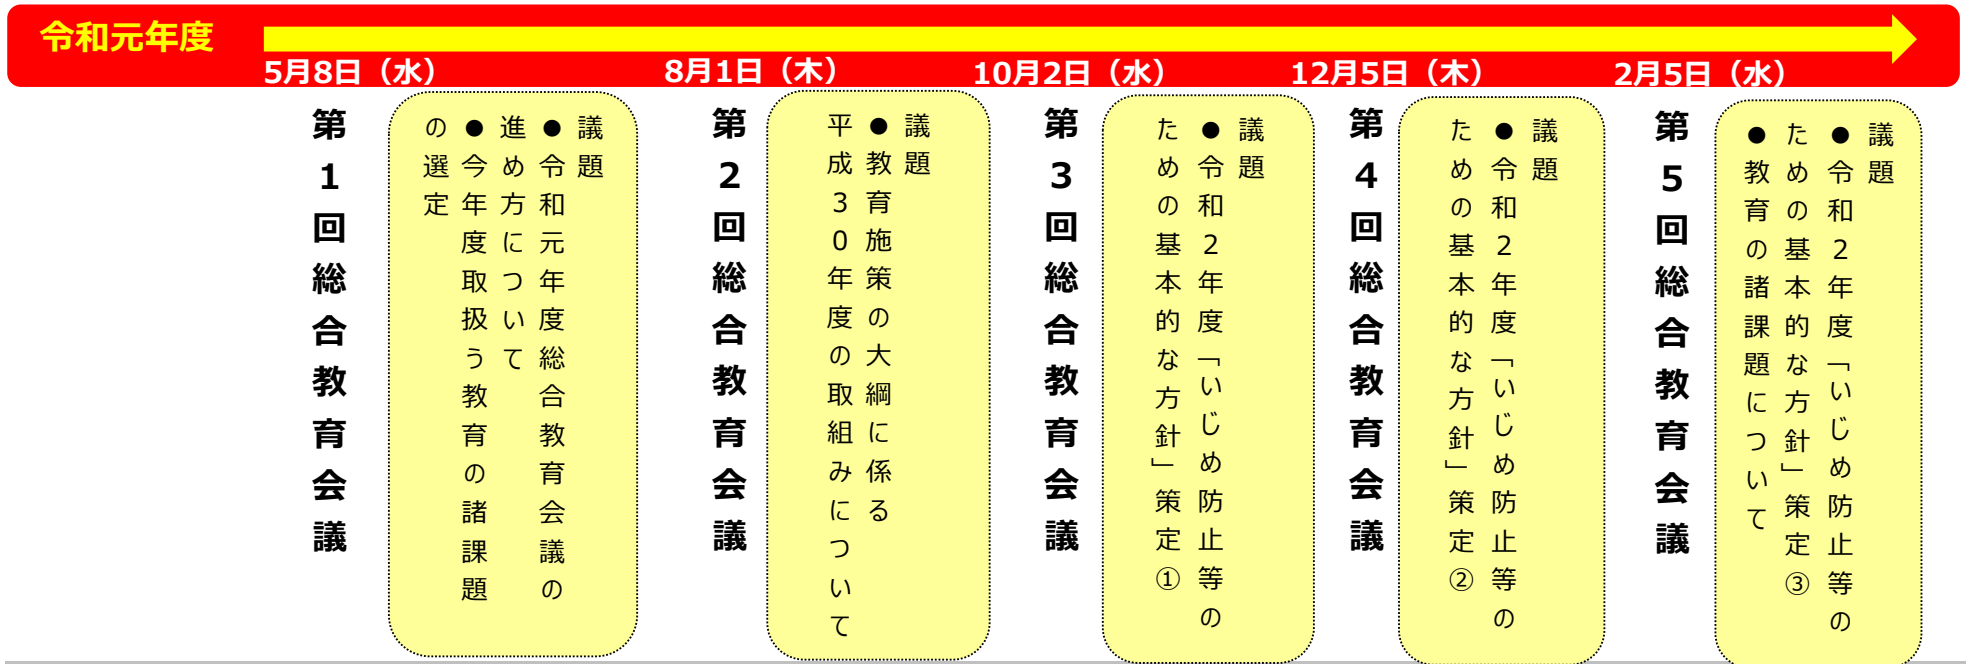 令和元年度
5月8日（水）
8月1日（木）
10月2日（水）
12月5日（木）
2月5日（水）
第1回総合教育会議
議題
●令和元年度総合教育会議の
進め方について
●今年度取扱う教育の諸課題
の選定
第2回総合教育会議
議題
●教育施策の大綱に係る
平成30年度の取組みについて
第3回総合教育会議
議題
●令和2年度「いじめ防止等の
ための基本的な方針」策定①
第4回総合教育会議
議題
●令和2年度「いじめ防止等の
ための基本的な方針」策定②
第5回総合教育会議
議題
●令和2年度「いじめ防止等の
ための基本的な方針」策定③
●教育の諸課題について